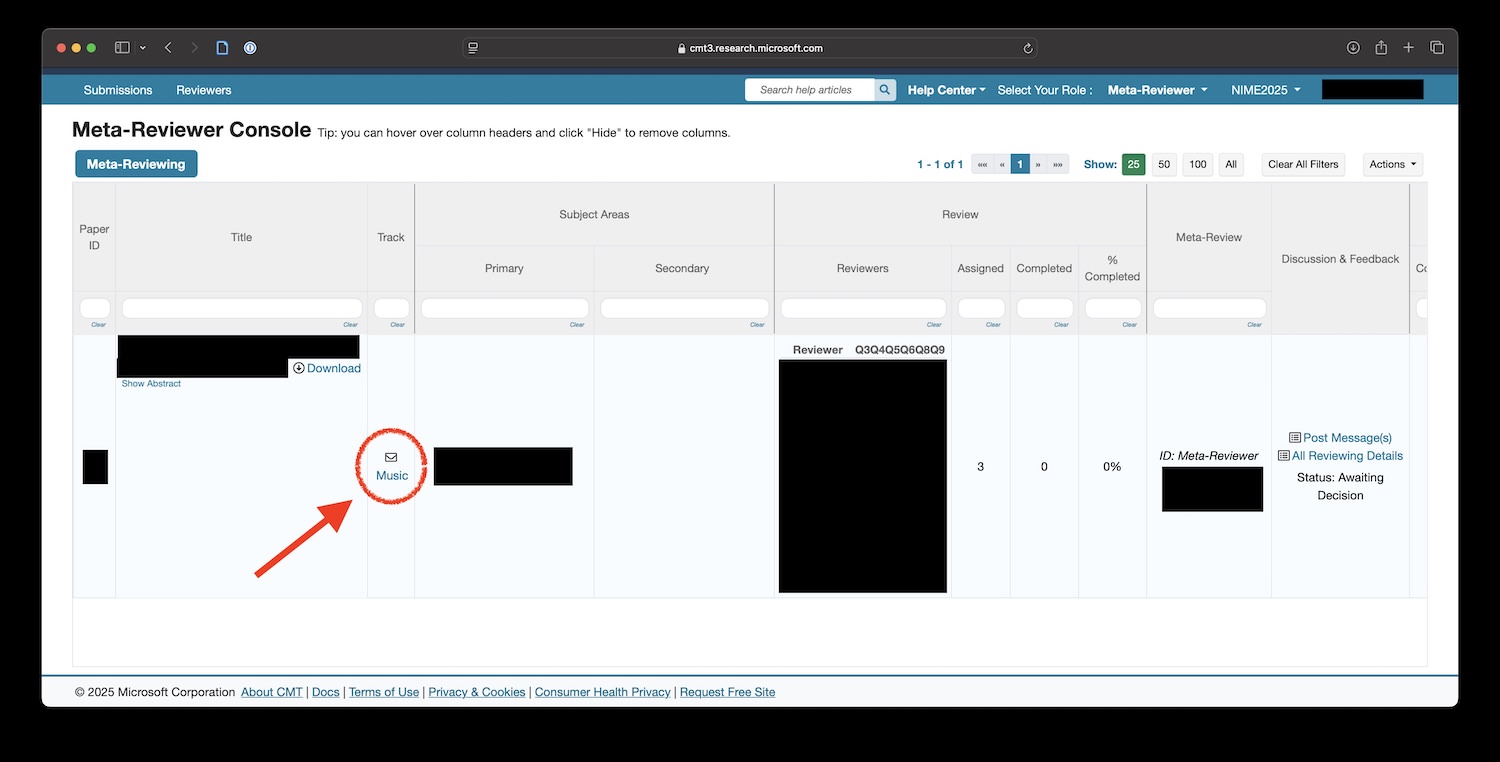 cmt3.research.microsoft.com
Submissions Reviewers Search help articles Help Center Select Your Role : Meta-Reviewer NIME2025
Meta-Reviewer Console Tip: you can hover over column headers and click "Hide" to remove columns.
Meta-Reviewing 1 - 1 of 1 «« « 1 » »» Show: 25 50 100 All Clear All Filters Actions
Paper ID Title Track Subject Areas Review Meta-Review Discussion & Feedback
Primary Secondary Reviewers Assigned Completed % Completed Co
Clear Clear Clear Clear Clear Clear Clear Clear Clear Clear
Reviewer Q3Q4Q5Q6Q8Q9
Download
Show Abstract
Music 3 0 0% ID: Meta-Reviewer
Post Message(s)
All Reviewing Details
Status: Awaiting
Decision
© 2025 Microsoft Corporation About CMT | Docs | Terms of Use | Privacy & Cookies | Consumer Health Privacy | Request Free Site